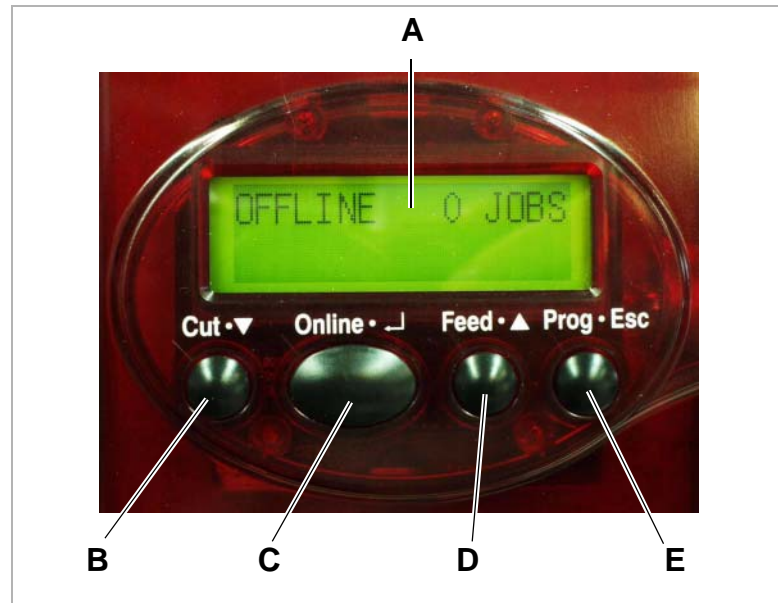 A
OFFLINE 0 JOBS
Cut •▼ Online • ↵ Feed •▲ Prog • Esc
B C D E